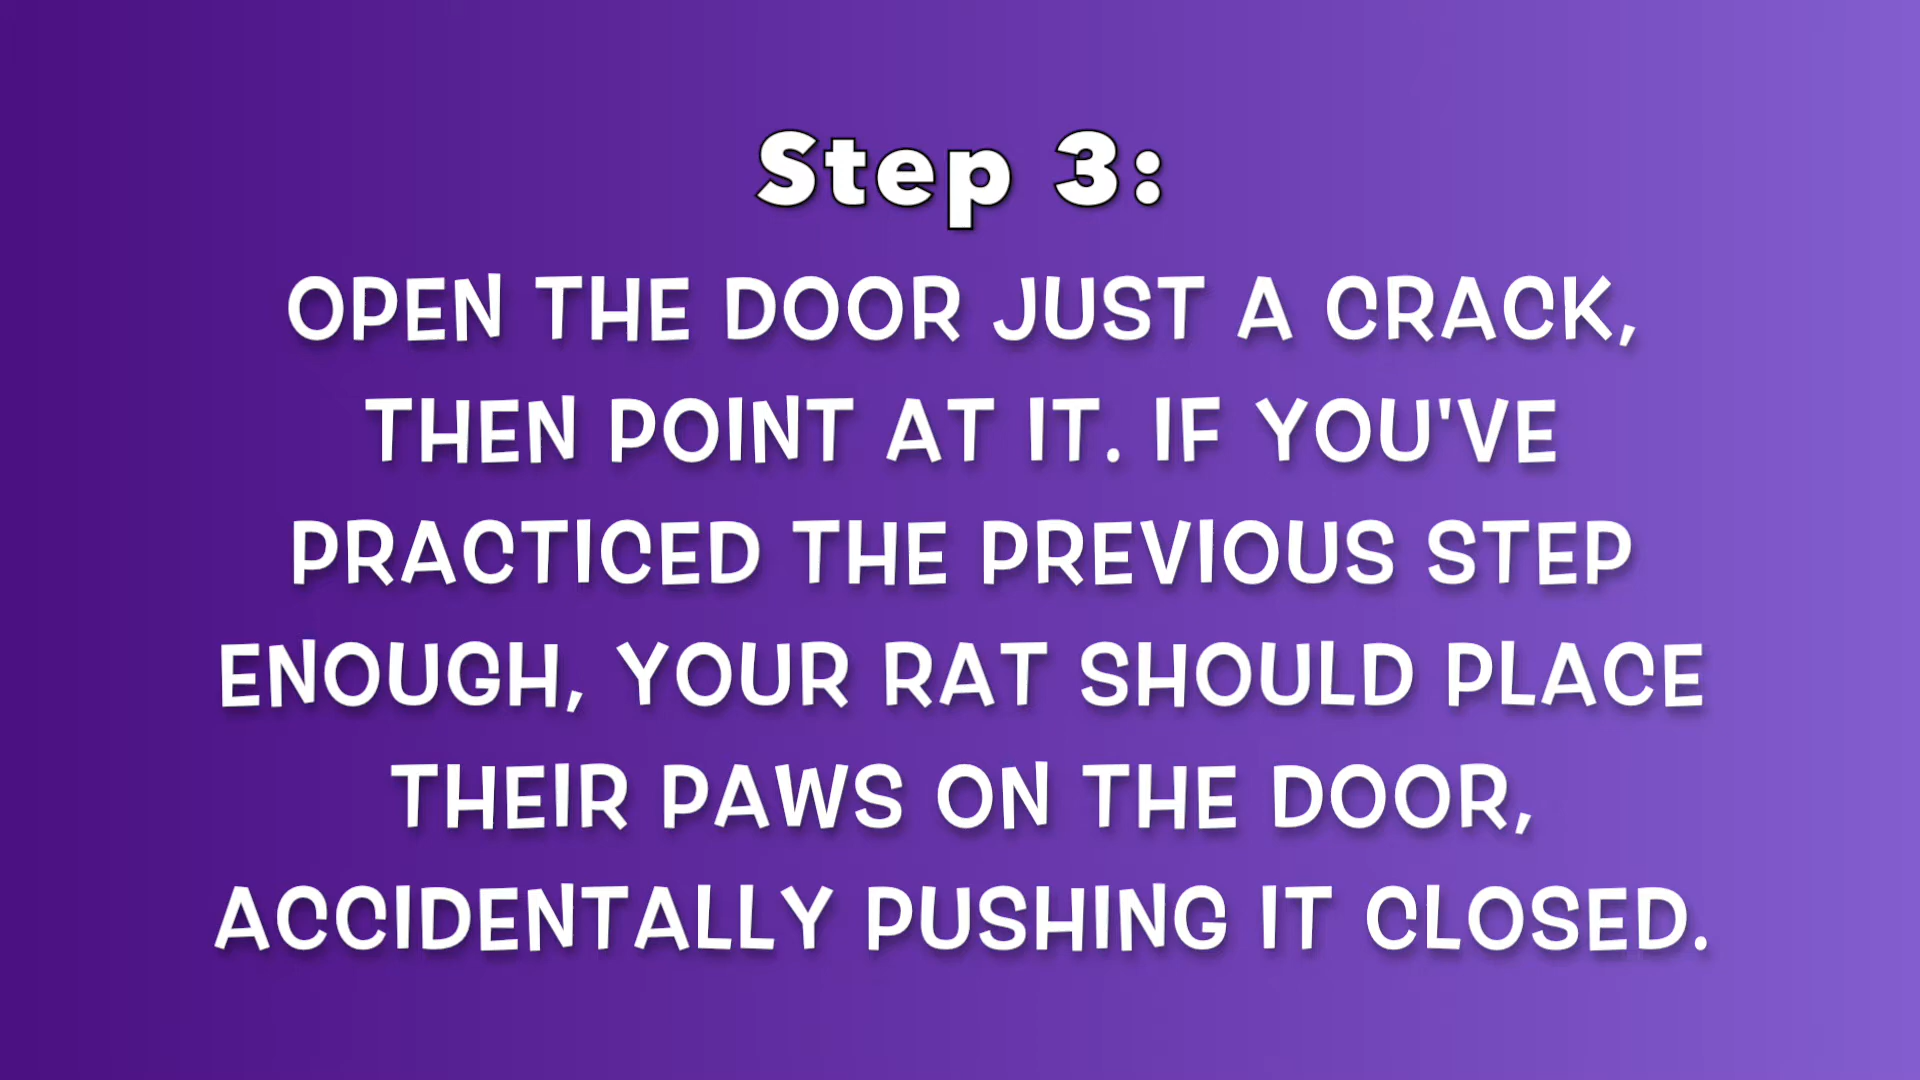 Step 3:
OPEN THE DOOR JUST A CRACK,
THEN POINT AT IT. IF YOU'VE
PRACTICED THE PREVIOUS STEP
ENOUGH, YOUR RAT SHOULD PLACE
THEIR PAWS ON THE DOOR,
ACCIDENTALLY PUSHING IT CLOSED.